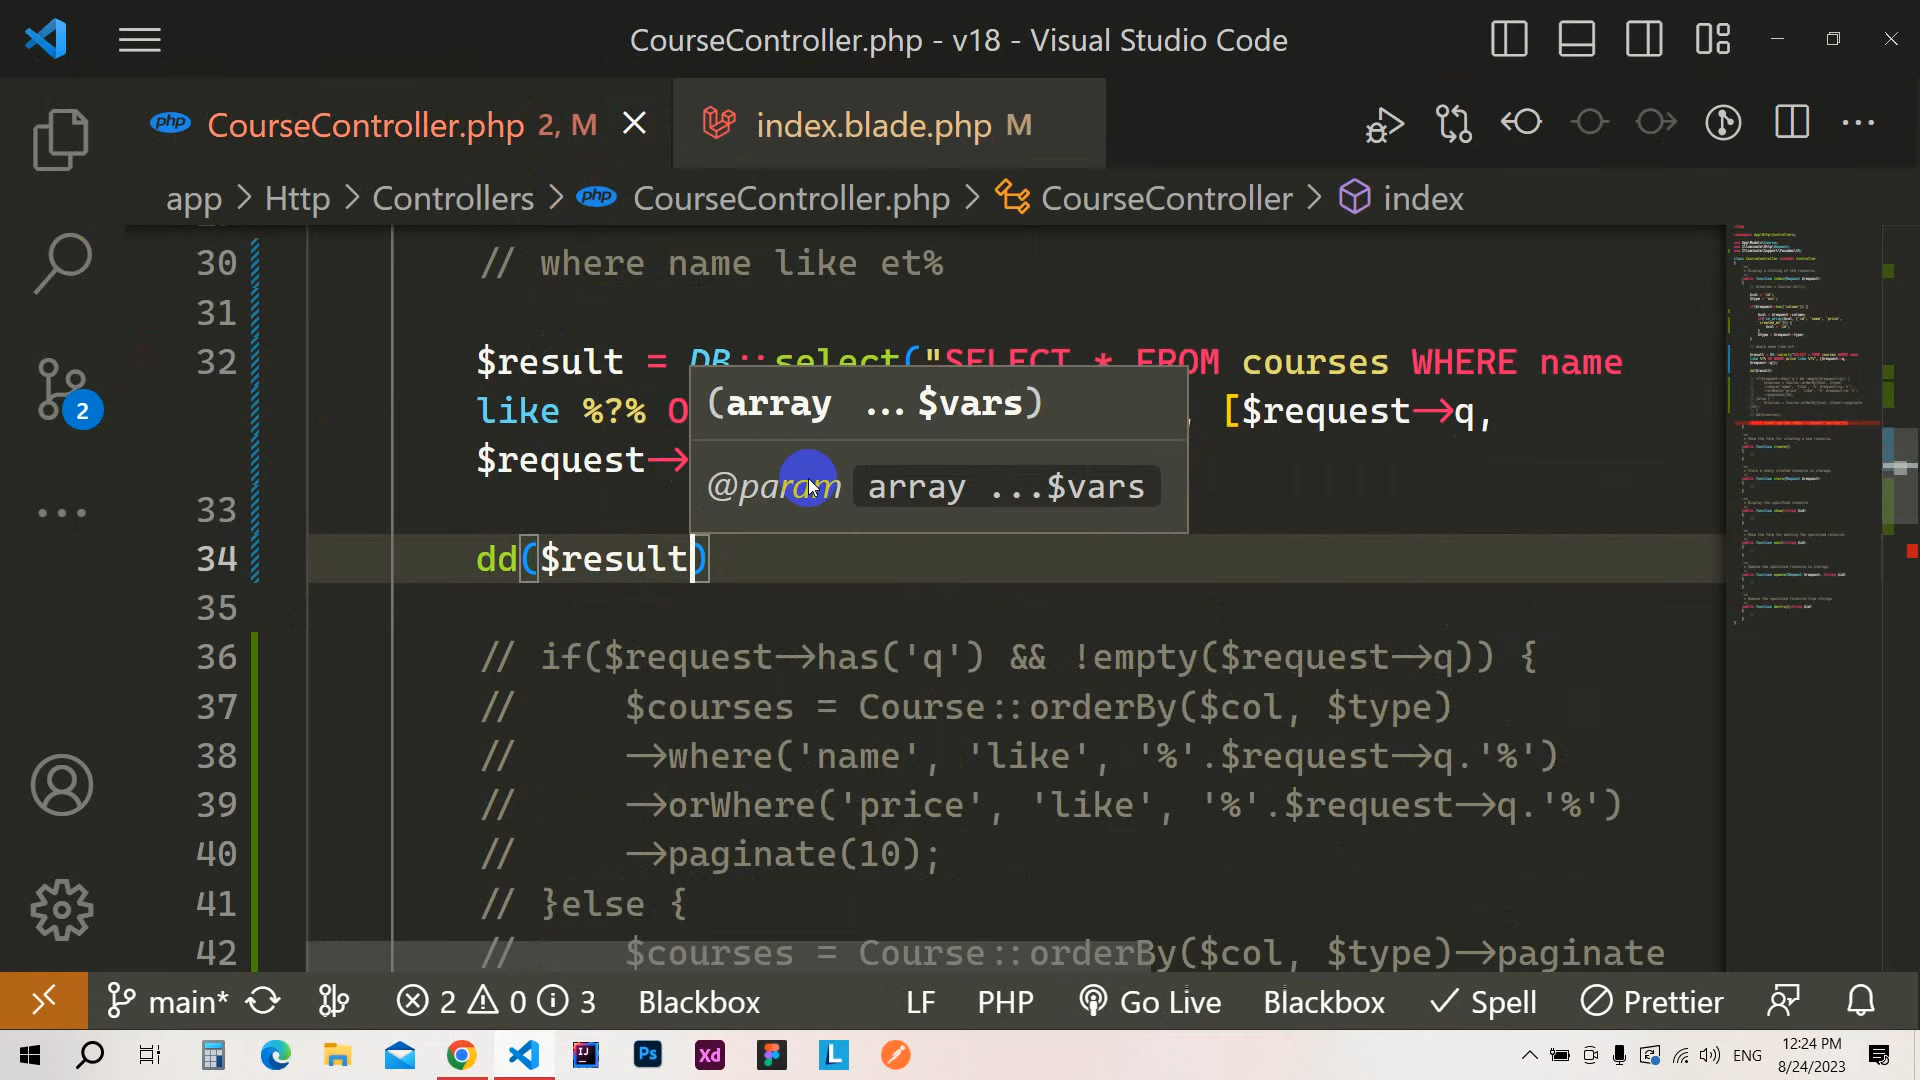 CourseController.php - v18 - Visual Studio Code
php CourseController.php 2, M
index.blade.php M
app > Http > Controllers > php CourseController.php > CourseController > index
30 // where name like et%
31
32 $result = DB::select("SELECT * FROM courses WHERE name
like %?% O , [$request->q,
$request->
(array ...$vars)
@param array ...$vars
33
34 dd($result)
35
36 // if($request->has('q') && !empty($request->q)) {
37 // $courses = Course::orderBy($col, $type)
38 // ->where('name', 'like', '%'.$request->q.'%')
39 // ->orWhere('price', 'like', '%'.$request->q.'%')
40 // ->paginate(10);
41 // }else {
42 // $courses = Course::orderBy($col, $type)->paginate
2
main* 2 0 3 Blackbox LF PHP Go Live Blackbox Spell Prettier
Ps Xd L ENG 12:24 PM
8/24/2023